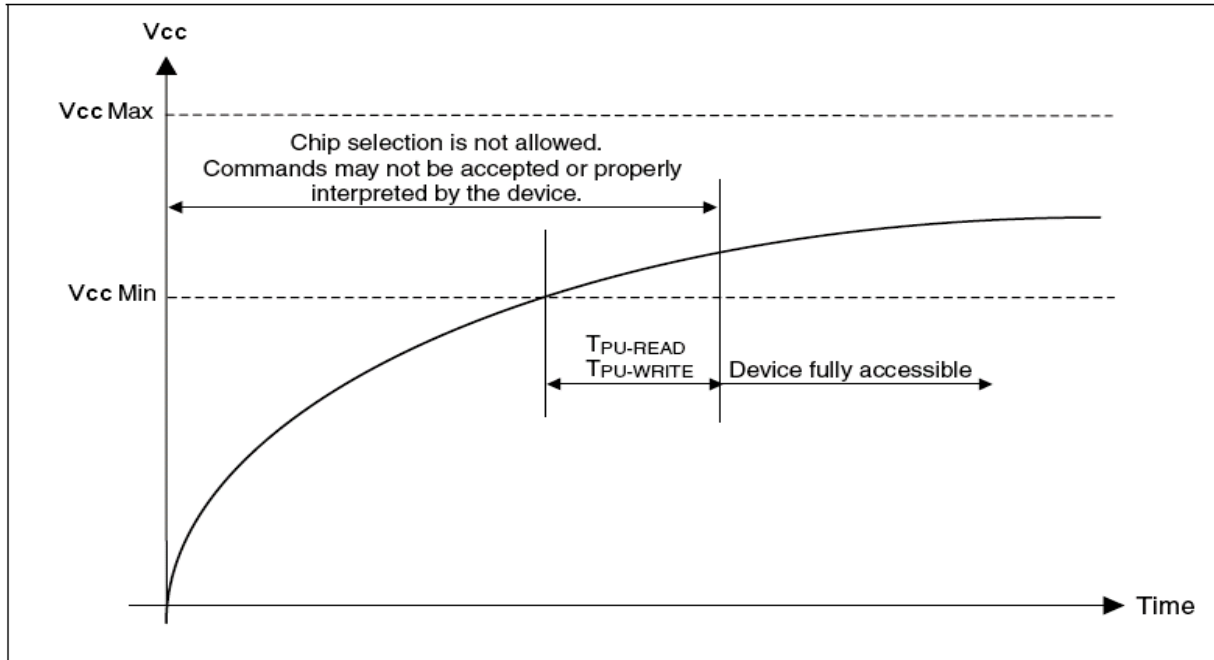 Vcc
Vcc Max
Chip selection is not allowed.
Commands may not be accepted or properly
interpreted by the device.
Vcc Min
TPU-READ
TPU-WRITE
Device fully accessible
Time